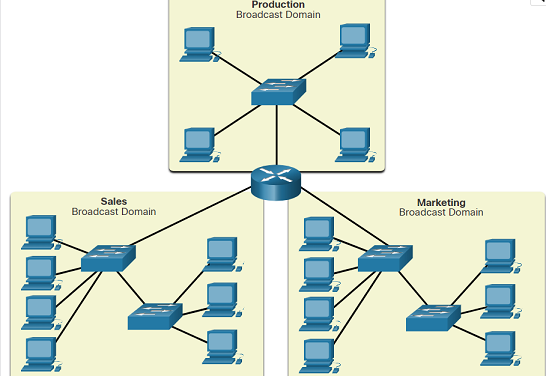 Production
Broadcast Domain
Sales
Broadcast Domain
Marketing
Broadcast Domain